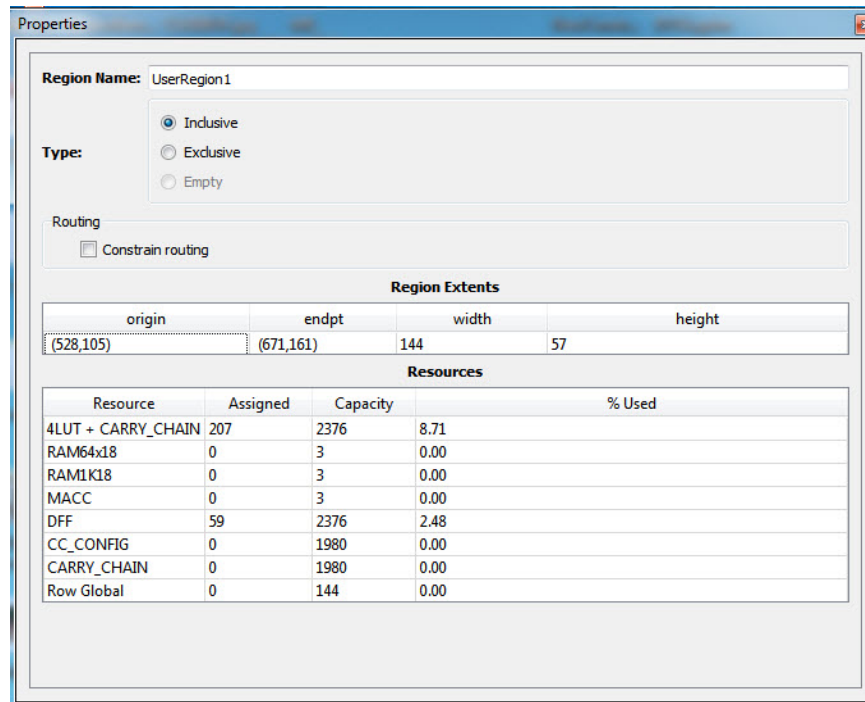 Properties
Region Name: UserRegion1
Type:
Inclusive
Exclusive
Empty
Routing
Constrain routing
Region Extents
origin endpt width height
(528,105) (671,161) 144 57
Resources
Resource Assigned Capacity % Used
4LUT + CARRY_CHAIN 207 2376 8.71
RAM64x18 0 3 0.00
RAM1K18 0 3 0.00
MACC 0 3 0.00
DFF 59 2376 2.48
CC_CONFIG 0 1980 0.00
CARRY_CHAIN 0 1980 0.00
Row Global 0 144 0.00